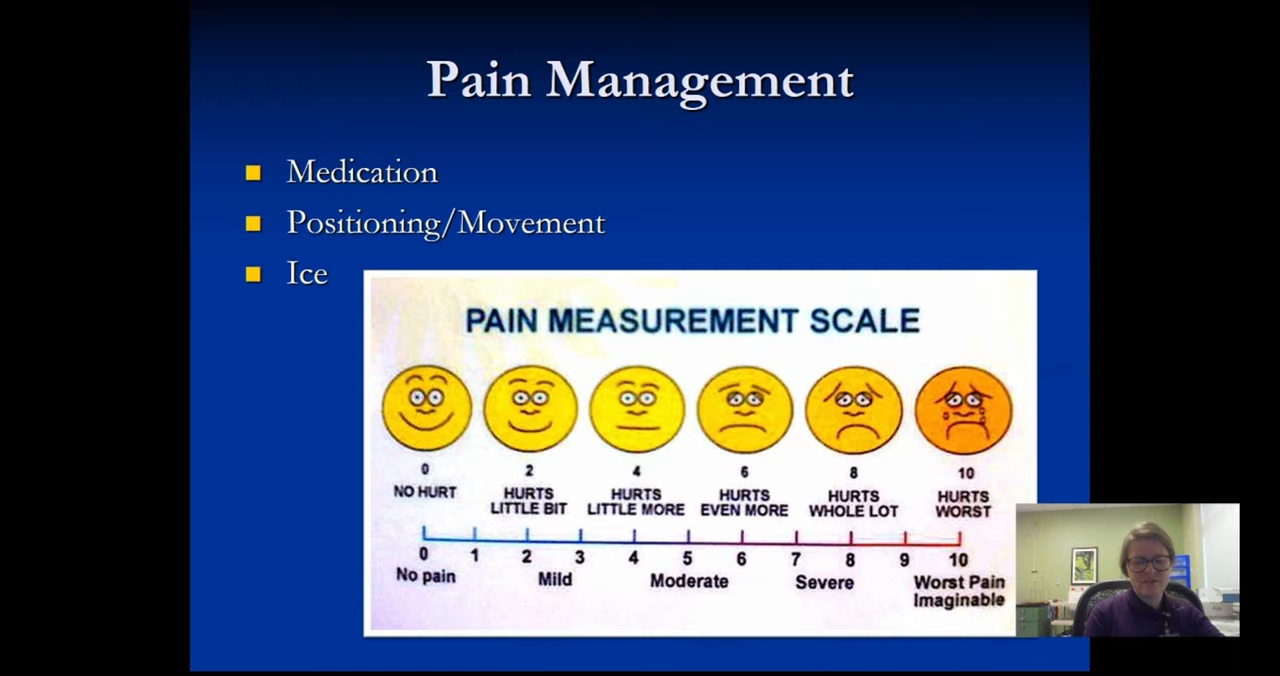 Pain Management
Medication
Positioning/Movement
Ice
PAIN MEASUREMENT SCALE
0 2 4 6 8 10
NO HURT HURTS HURTS HURTS HURTS HURTS
LITTLE BIT LITTLE MORE EVEN MORE WHOLE LOT WORST
0 1 2 3 4 5 6 7 8 9 10
No pain Mild Moderate Severe Worst Pain
Imaginable